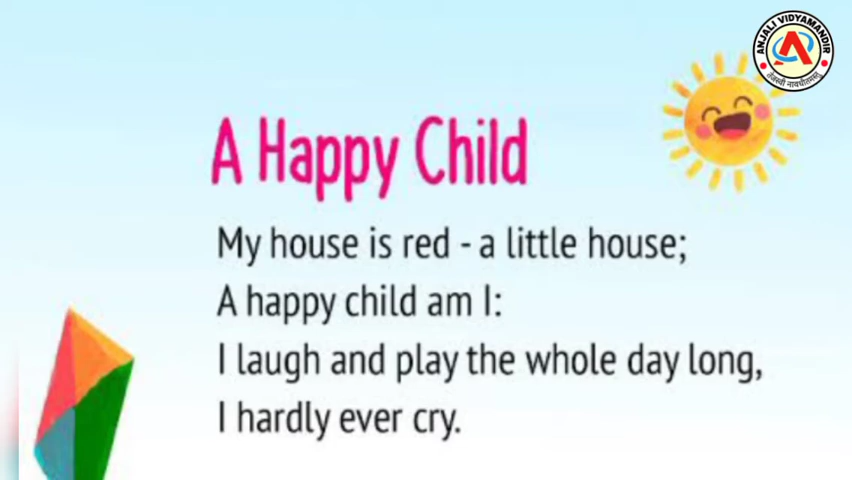 ANJALI VIDYAMANDIR
A Happy Child
My house is red - a little house;
A happy child am I:
I laugh and play the whole day long,
I hardly ever cry.